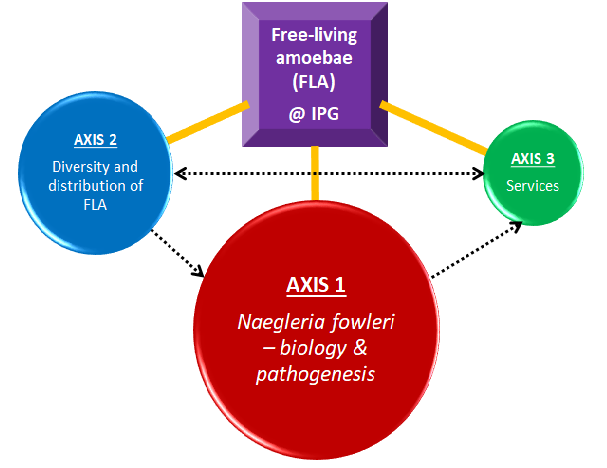 Free-living
amoebae
(FLA)
@ IPG
AXIS 2
Diversity and
distribution of
FLA
AXIS 3
Services
AXIS 1
Naegleria fowleri
– biology &
pathogenesis